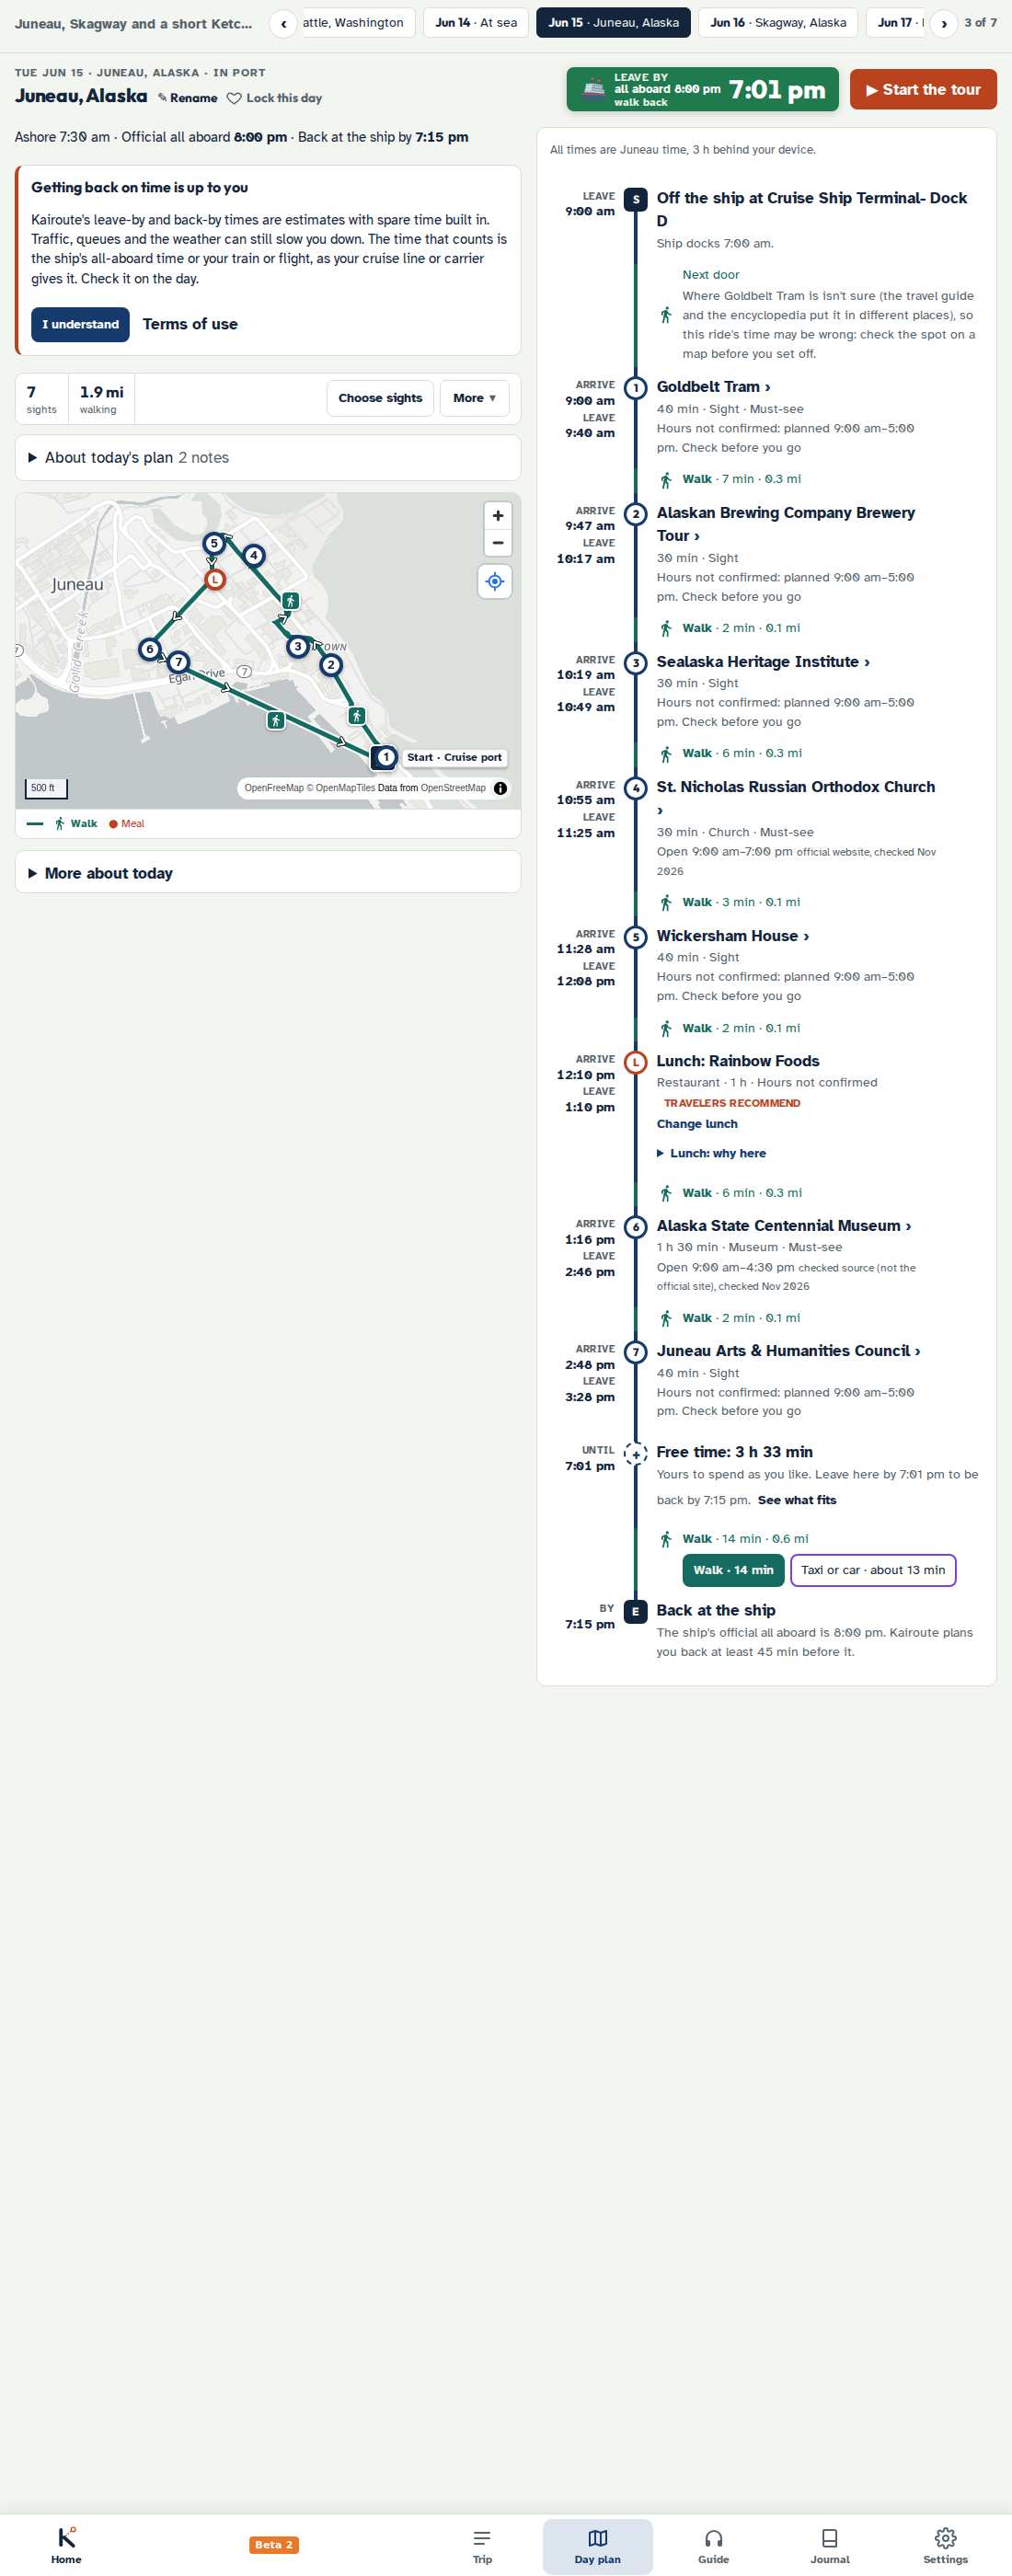 Juneau, Skagway and a short Ketc...
‹
attle, Washington
Jun 14 · At sea
Jun 15 · Juneau, Alaska
Jun 16 · Skagway, Alaska
Jun 17 ·
›
3 of 7
TUE JUN 15 · JUNEAU, ALASKA · IN PORT
Juneau, Alaska ✎ Rename Lock this day
LEAVE BY
all aboard 8:00 pm
walk back
7:01 pm
▶ Start the tour
Ashore 7:30 am · Official all aboard 8:00 pm · Back at the ship by 7:15 pm
Getting back on time is up to you
Kairoute's leave-by and back-by times are estimates with spare time built in.
Traffic, queues and the weather can still slow you down. The time that counts is
the ship's all-aboard time or your train or flight, as your cruise line or carrier
gives it. Check it on the day.
I understand
Terms of use
7
sights
1.9 mi
walking
Choose sights
More ▼
▶ About today's plan 2 notes
Juneau
Gold Creek
Egan Drive
7
OWN
5
4
L
3
2
6
7
1
Start · Cruise port
+
−
500 ft
OpenFreeMap © OpenMapTiles Data from OpenStreetMap
Walk
Meal
▶ More about today
All times are Juneau time, 3 h behind your device.
LEAVE
9:00 am
S
Off the ship at Cruise Ship Terminal- Dock
D
Ship docks 7:00 am.
Next door
Where Goldbelt Tram is isn't sure (the travel guide
and the encyclopedia put it in different places), so
this ride's time may be wrong: check the spot on a
map before you set off.
ARRIVE
9:00 am
LEAVE
9:40 am
1
Goldbelt Tram ›
40 min · Sight · Must-see
Hours not confirmed: planned 9:00 am–5:00
pm. Check before you go
Walk · 7 min · 0.3 mi
ARRIVE
9:47 am
LEAVE
10:17 am
2
Alaskan Brewing Company Brewery
Tour ›
30 min · Sight
Hours not confirmed: planned 9:00 am–5:00
pm. Check before you go
Walk · 2 min · 0.1 mi
ARRIVE
10:19 am
LEAVE
10:49 am
3
Sealaska Heritage Institute ›
30 min · Sight
Hours not confirmed: planned 9:00 am–5:00
pm. Check before you go
Walk · 6 min · 0.3 mi
ARRIVE
10:55 am
LEAVE
11:25 am
4
St. Nicholas Russian Orthodox Church
›
30 min · Church · Must-see
Open 9:00 am–7:00 pm official website, checked Nov
2026
Walk · 3 min · 0.1 mi
ARRIVE
11:28 am
LEAVE
12:08 pm
5
Wickersham House ›
40 min · Sight
Hours not confirmed: planned 9:00 am–5:00
pm. Check before you go
Walk · 2 min · 0.1 mi
ARRIVE
12:10 pm
LEAVE
1:10 pm
L
Lunch: Rainbow Foods
Restaurant · 1 h · Hours not confirmed
TRAVELERS RECOMMEND
Change lunch
▶ Lunch: why here
Walk · 6 min · 0.3 mi
ARRIVE
1:16 pm
LEAVE
2:46 pm
6
Alaska State Centennial Museum ›
1 h 30 min · Museum · Must-see
Open 9:00 am–4:30 pm checked source (not the
official site), checked Nov 2026
Walk · 2 min · 0.1 mi
ARRIVE
2:48 pm
LEAVE
3:28 pm
7
Juneau Arts & Humanities Council ›
40 min · Sight
Hours not confirmed: planned 9:00 am–5:00
pm. Check before you go
UNTIL
7:01 pm
+
Free time: 3 h 33 min
Yours to spend as you like. Leave here by 7:01 pm to be
back by 7:15 pm. See what fits
Walk · 14 min · 0.6 mi
Walk · 14 min
Taxi or car · about 13 min
BY
7:15 pm
E
Back at the ship
The ship's official all aboard is 8:00 pm. Kairoute plans
you back at least 45 min before it.
Home
Beta 2
Trip
Day plan
Guide
Journal
Settings